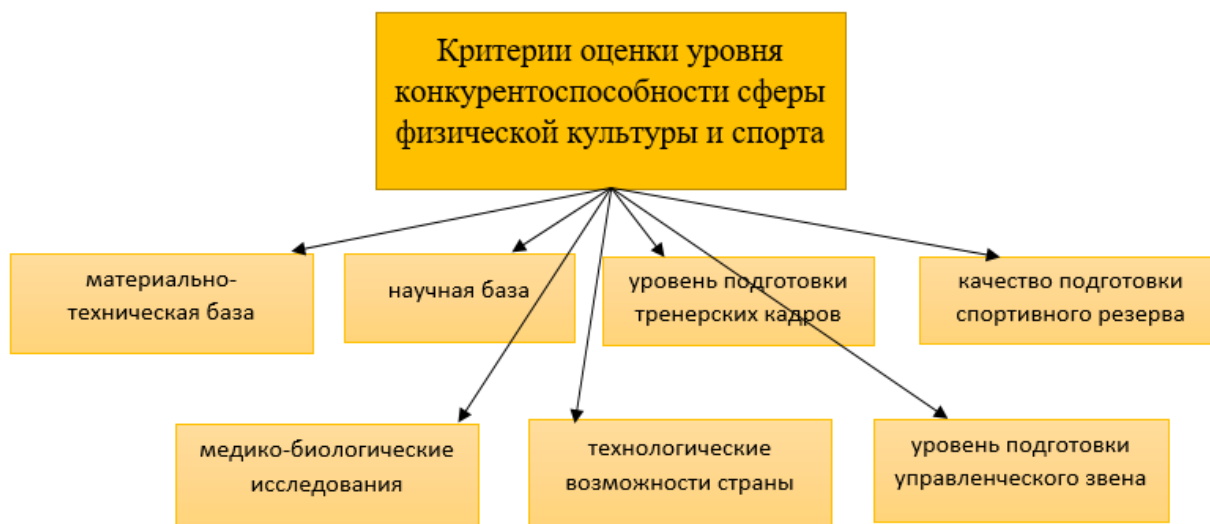 Критерии оценки уровня
конкурентоспособности сферы
физической культуры и спорта
материально-
техническая база
научная база
уровень подготовки
тренерских кадров
качество подготовки
спортивного резерва
медико-биологические
исследования
технологические
возможности страны
уровень подготовки
управленческого звена